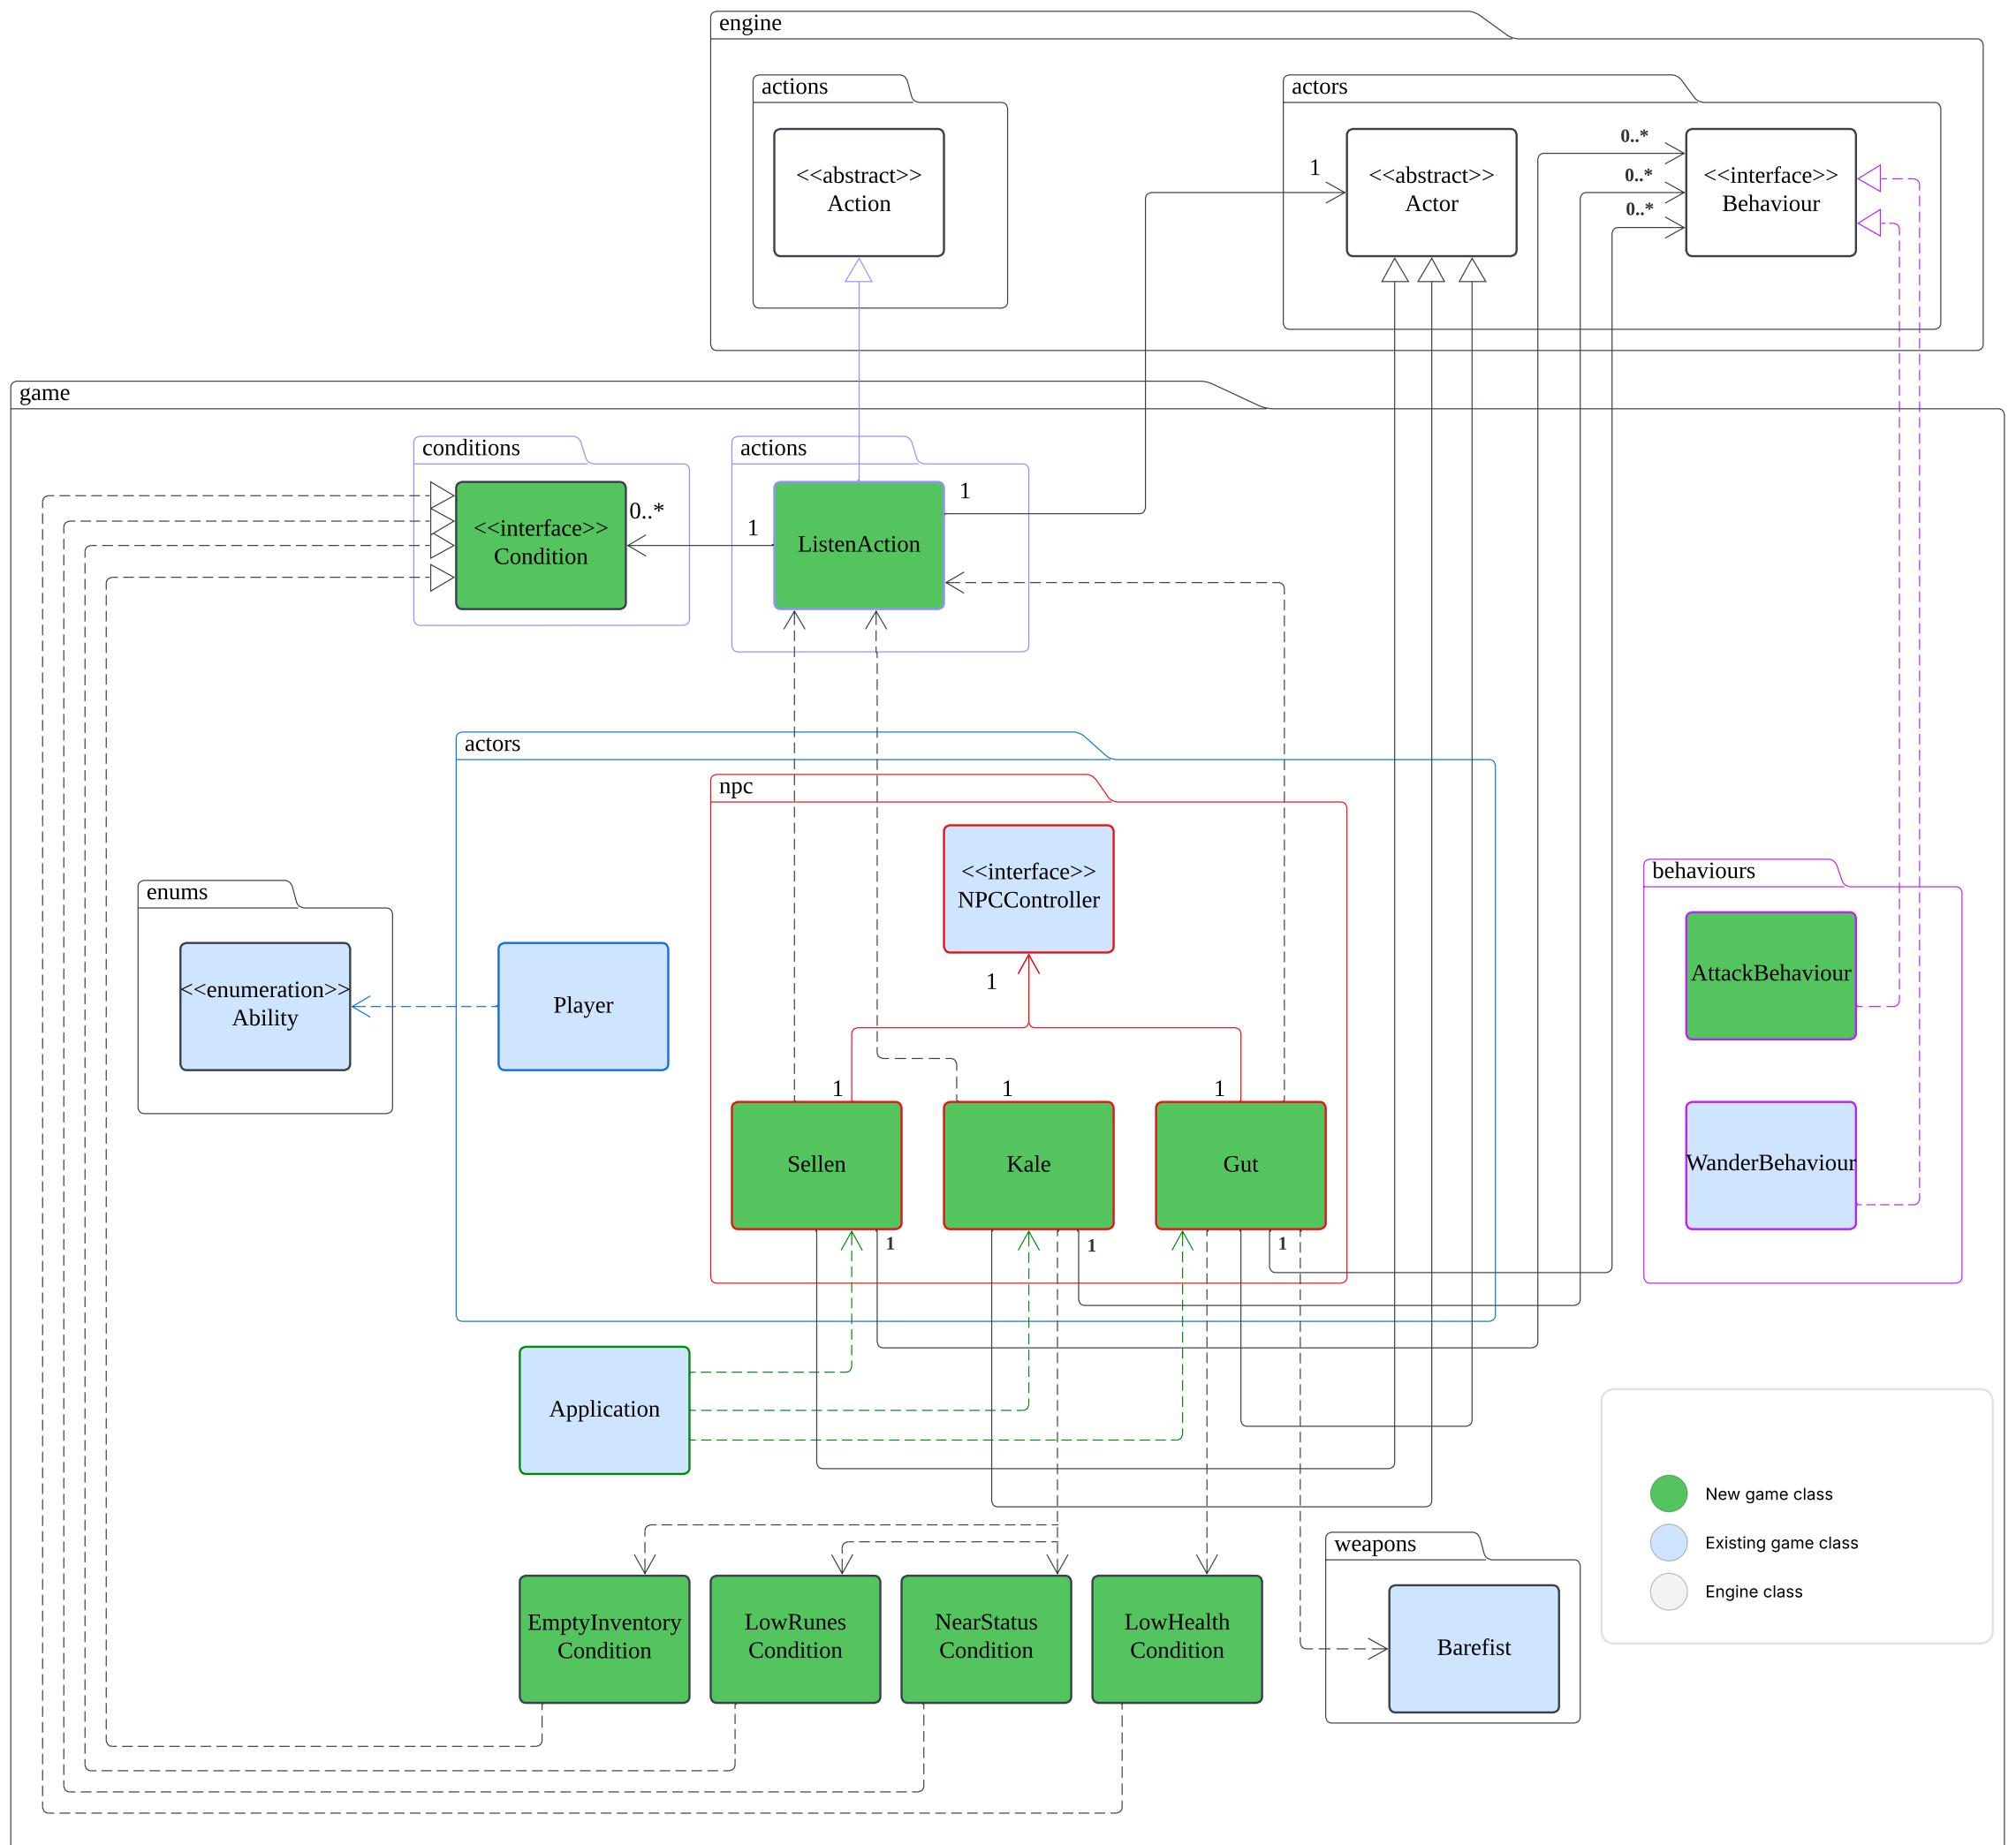 engine
actions
actors
<<abstract>>
Action
1
<<abstract>>
Actor
0..*
0..*
0..*
<<interface>>
Behaviour
game
conditions
actions
<<interface>>
Condition
0..*
1
ListenAction
1
actors
npc
<<interface>>
NPCController
1
enums
<<enumeration>>
Ability
Player
behaviours
AttackBehaviour
WanderBehaviour
1
1
1
Sellen
Kale
Gut
1
1
1
Application
New game class
Existing game class
Engine class
weapons
Barefist
EmptyInventory
Condition
LowRunes
Condition
NearStatus
Condition
LowHealth
Condition